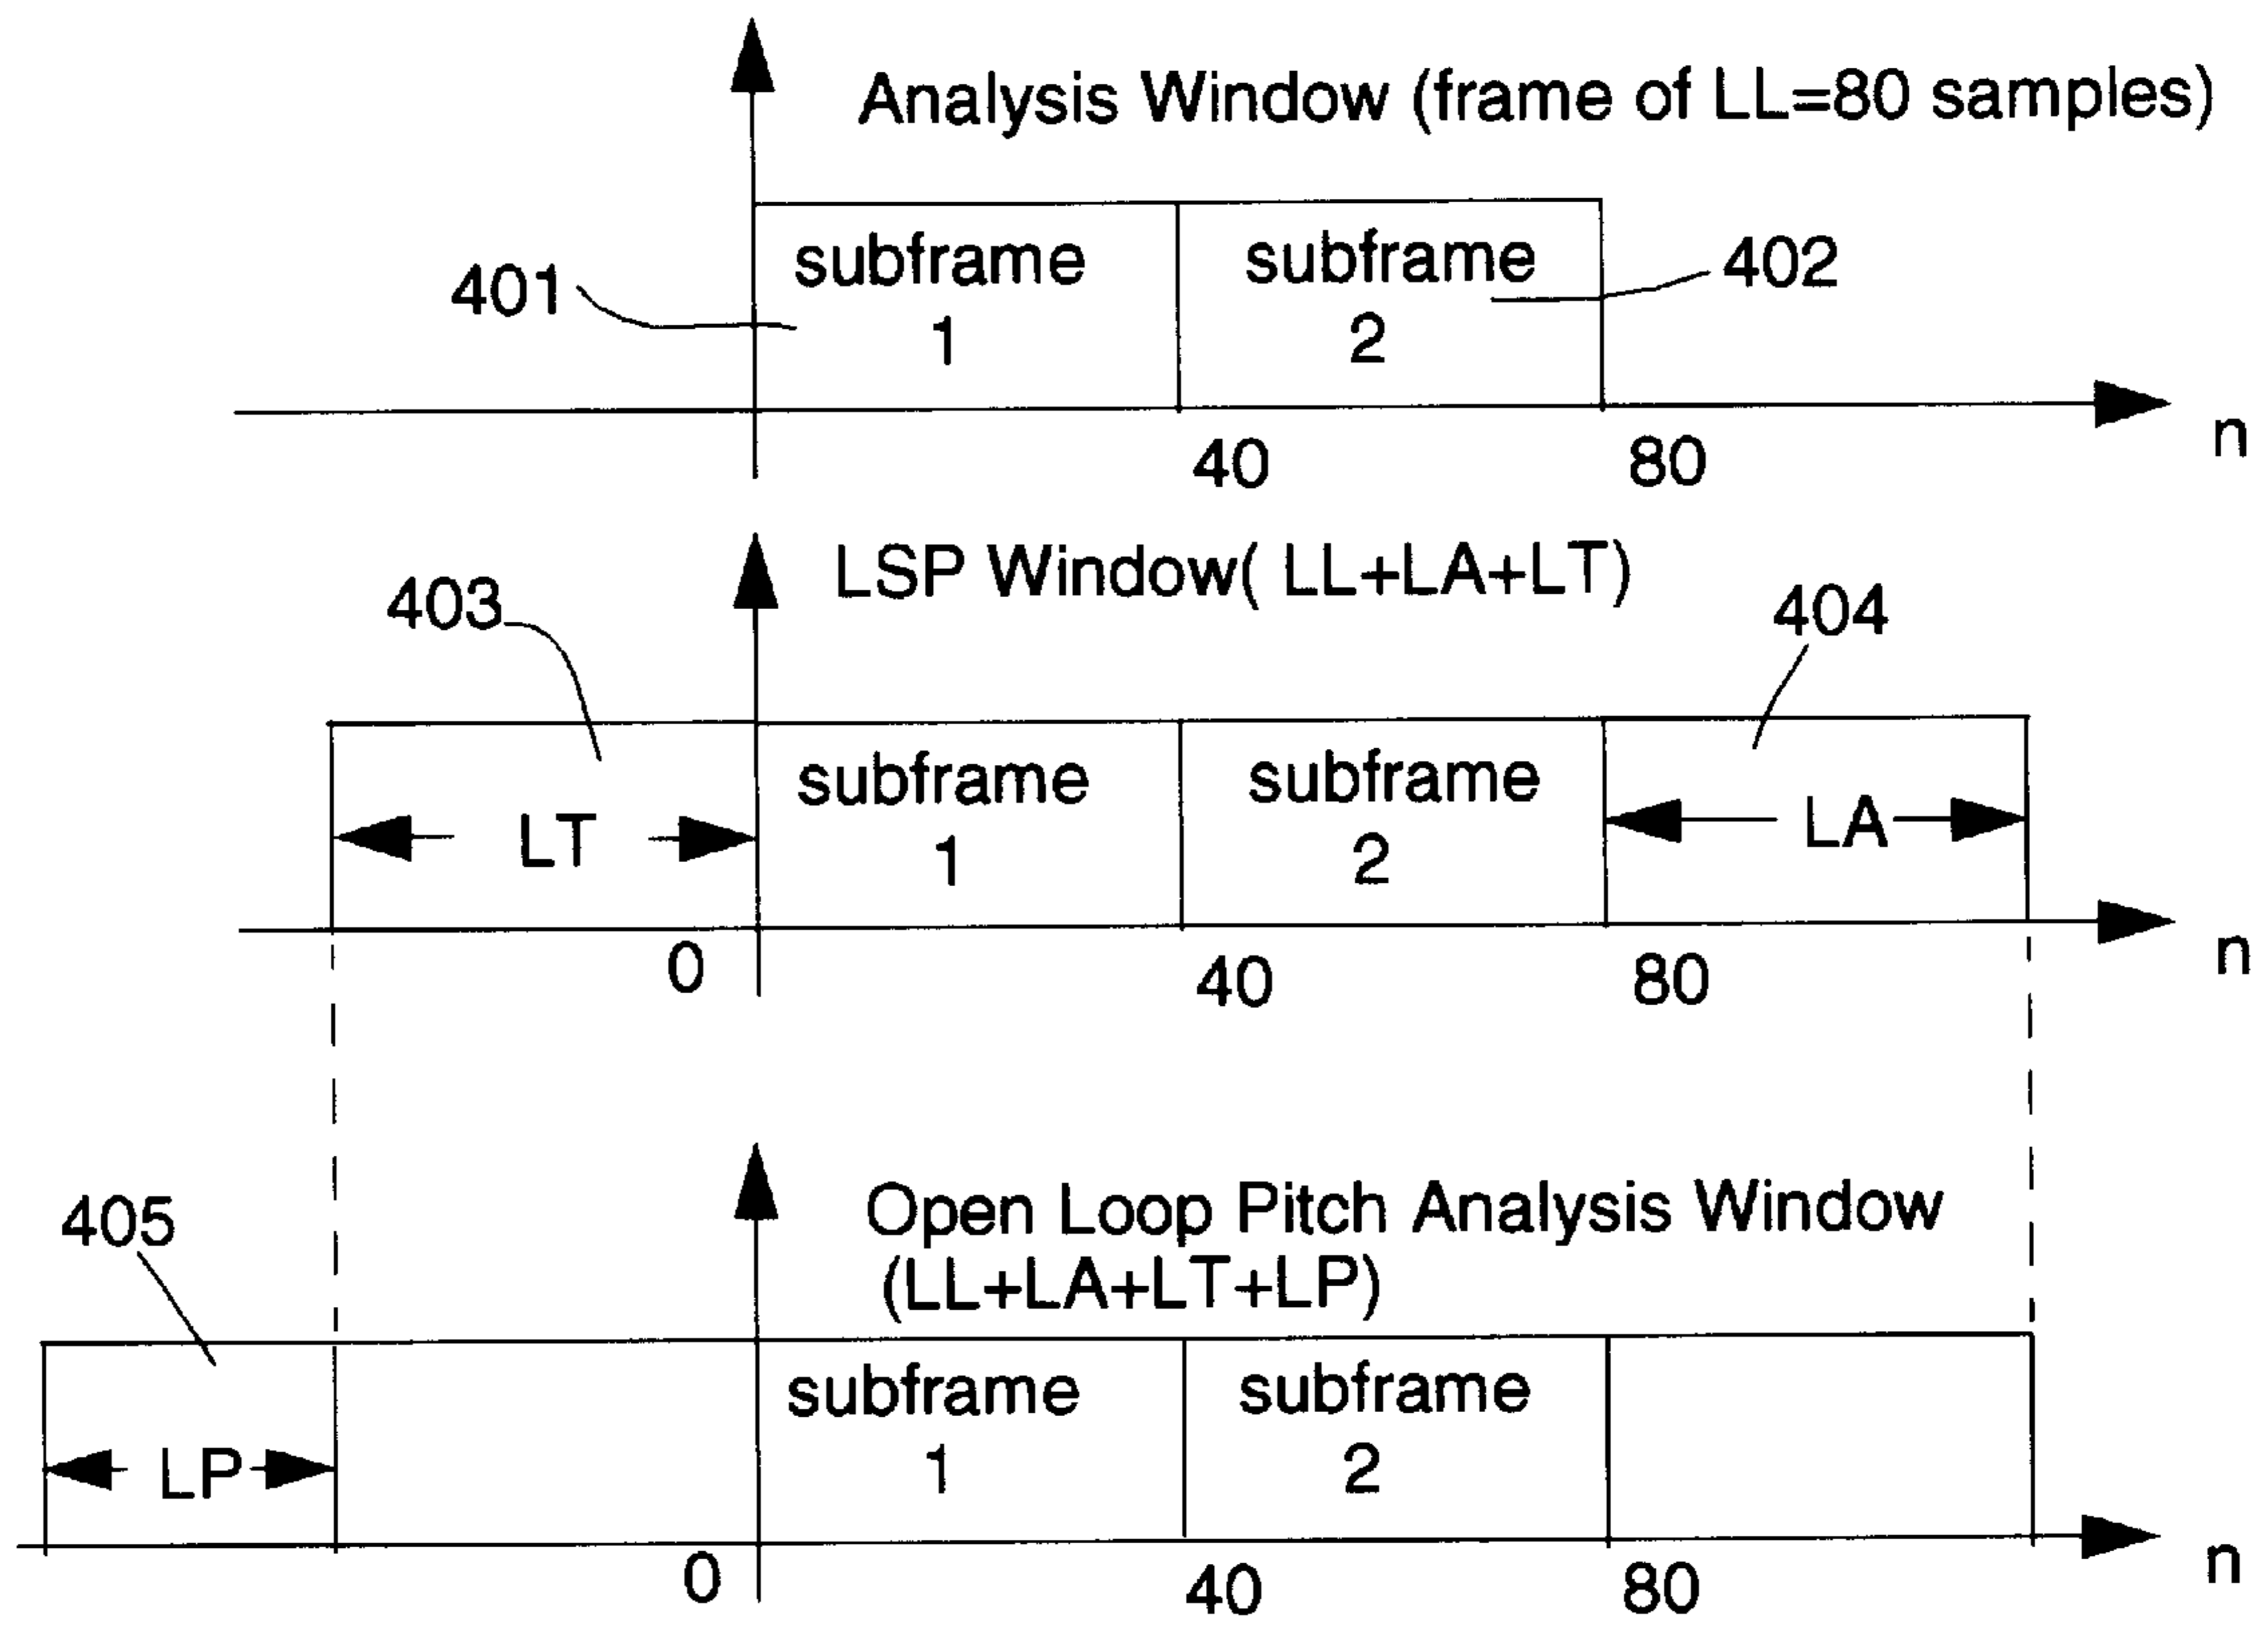 Analysis Window (frame of LL=80 samples)
subframe
1
subframe
2
401
402
40
80
n
LSP Window( LL+LA+LT)
403
404
LT
subframe
1
subframe
2
LA
0
40
80
n
Open Loop Pitch Analysis Window
(LL+LA+LT+LP)
405
LP
subframe
1
subframe
2
0
40
80
n